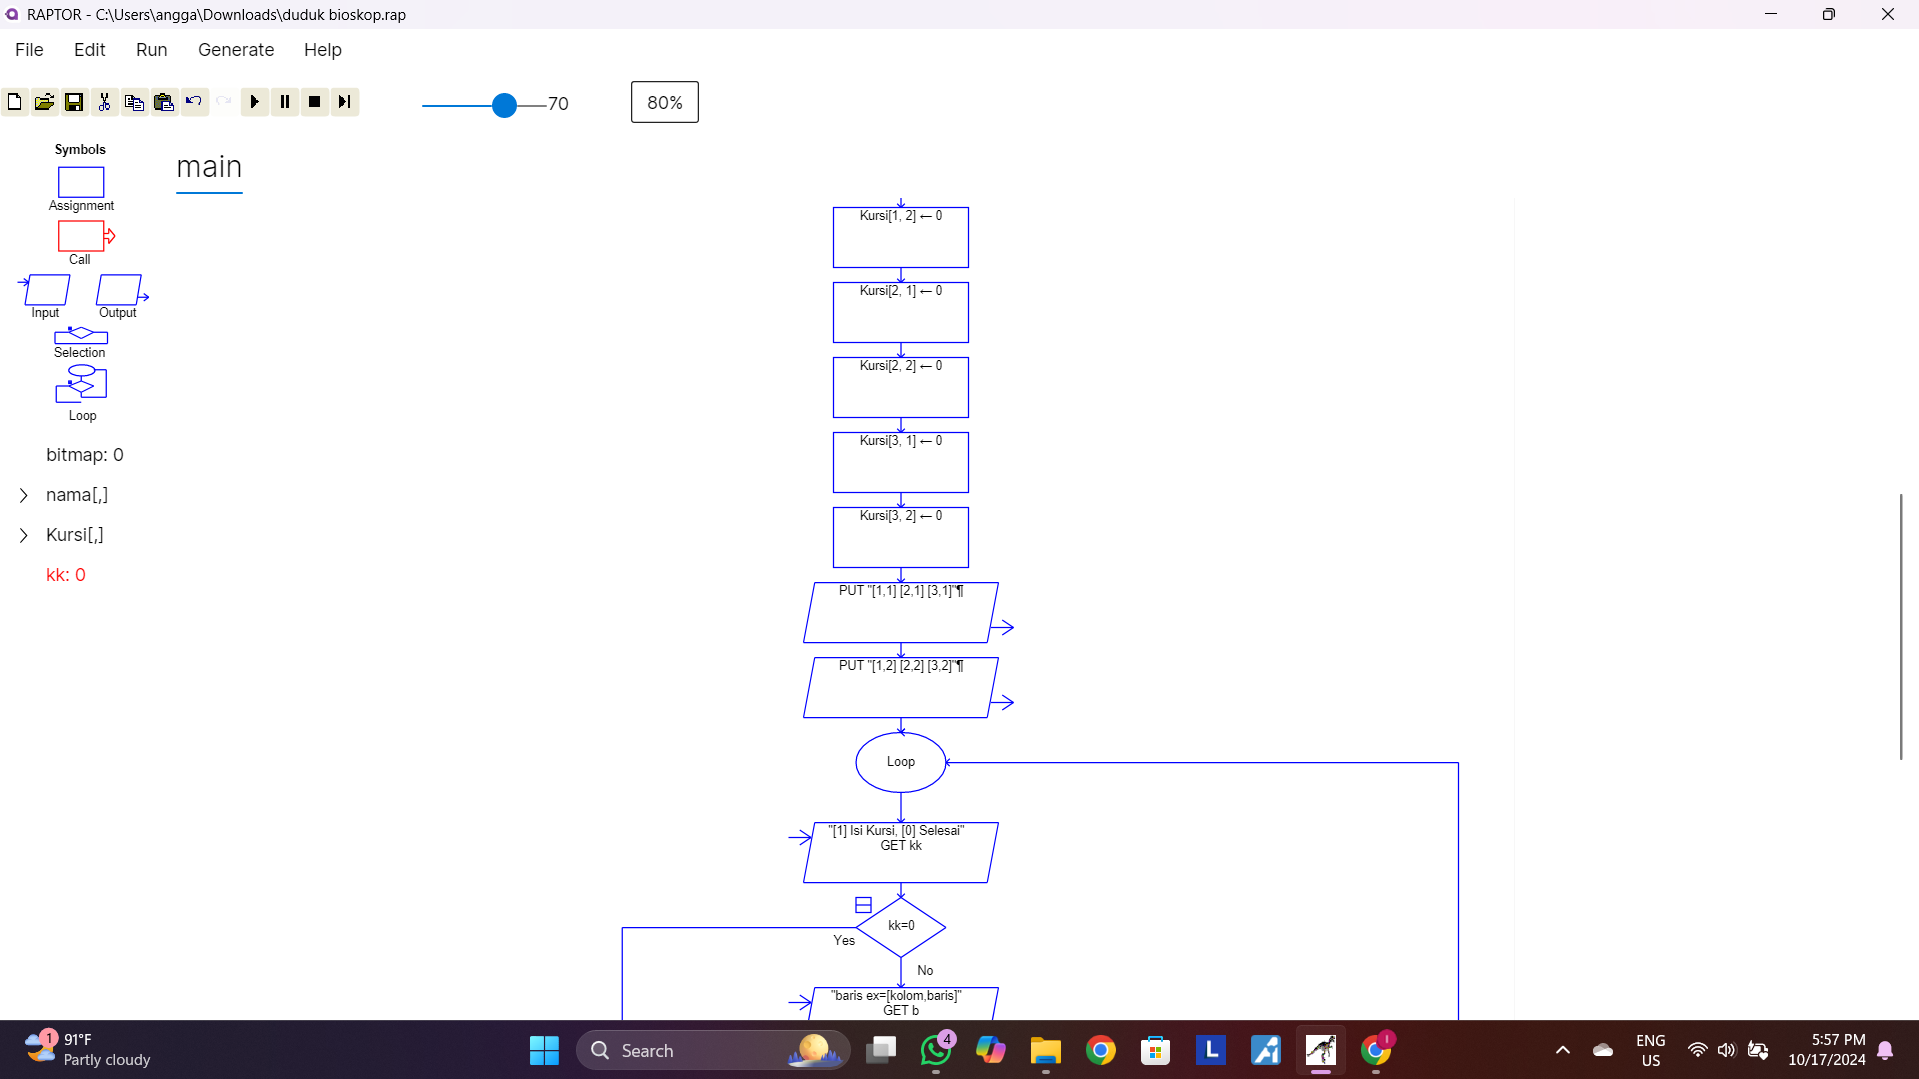 RAPTOR - C:\Users\angga\Downloads\duduk bioskop.rap
File Edit Run Generate Help
70
80%
Symbols
Assignment
Call
Input Output
Selection
Loop
bitmap: 0
nama[,]
Kursi[,]
kk: 0
main
Kursi[1, 2] ← 0
Kursi[2, 1] ← 0
Kursi[2, 2] ← 0
Kursi[3, 1] ← 0
Kursi[3, 2] ← 0
PUT "[1,1] [2,1] [3,1]"¶
PUT "[1,2] [2,2] [3,2]"¶
Loop
"[1] Isi Kursi, [0] Selesai"
GET kk
kk=0
Yes
No
"baris ex=[kolom,baris]"
GET b
1
91°F
Partly cloudy
Search
4
L
I
ENG
US
5:57 PM
10/17/2024